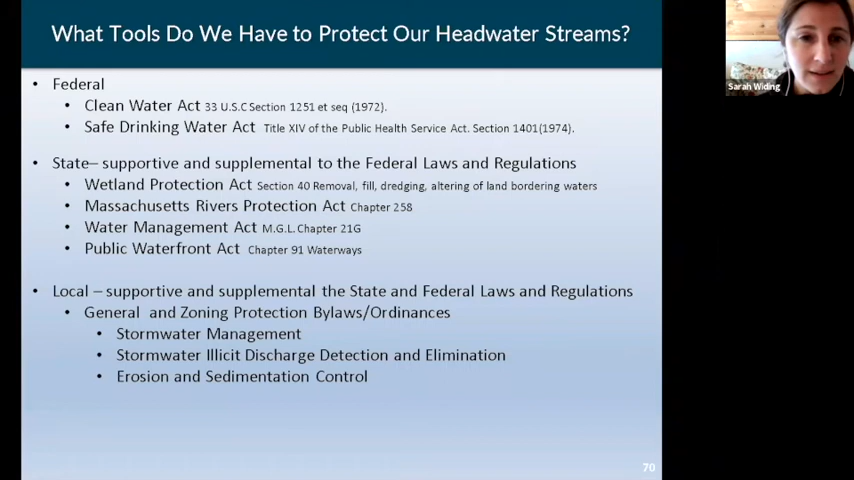 What Tools Do We Have to Protect Our Headwater Streams?
• Federal
• Clean Water Act 33 U.S.C Section 1251 et seq (1972).
• Safe Drinking Water Act Title XIV of the Public Health Service Act. Section 1401(1974).
• State– supportive and supplemental to the Federal Laws and Regulations
• Wetland Protection Act Section 40 Removal, fill, dredging, altering of land bordering waters
• Massachusetts Rivers Protection Act Chapter 258
• Water Management Act M.G.L. Chapter 21G
• Public Waterfront Act Chapter 91 Waterways
• Local – supportive and supplemental the State and Federal Laws and Regulations
• General and Zoning Protection Bylaws/Ordinances
• Stormwater Management
• Stormwater Illicit Discharge Detection and Elimination
• Erosion and Sedimentation Control
70
Sarah Widing